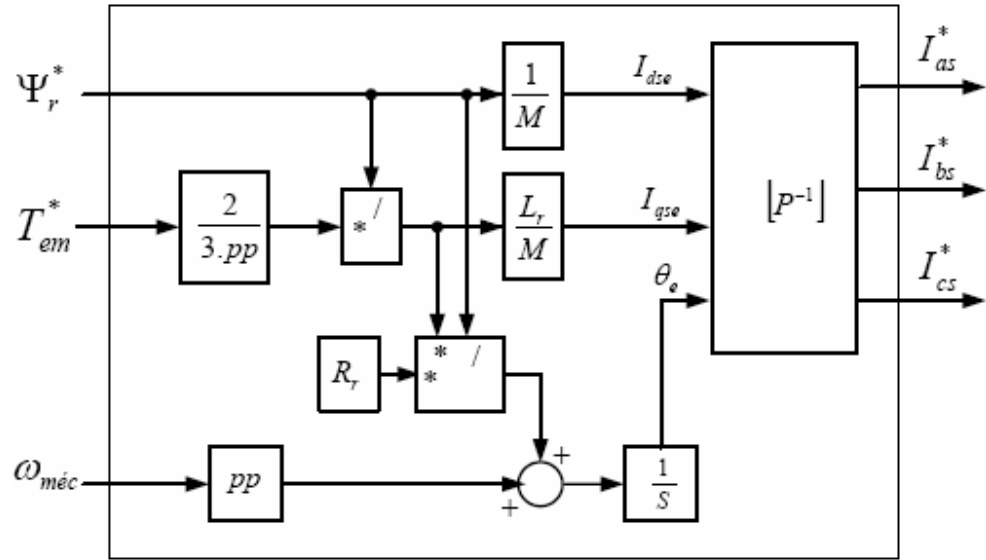 Ψ_r^*
1/M
I_dse
I_as^*
T_em^*
2/3.pp
* /
L_r/M
I_qse
⌊P⁻¹⌋
I_bs^*
θ_e
I_cs^*
R_r
* * /
ω_méc
pp
+
+
1/S